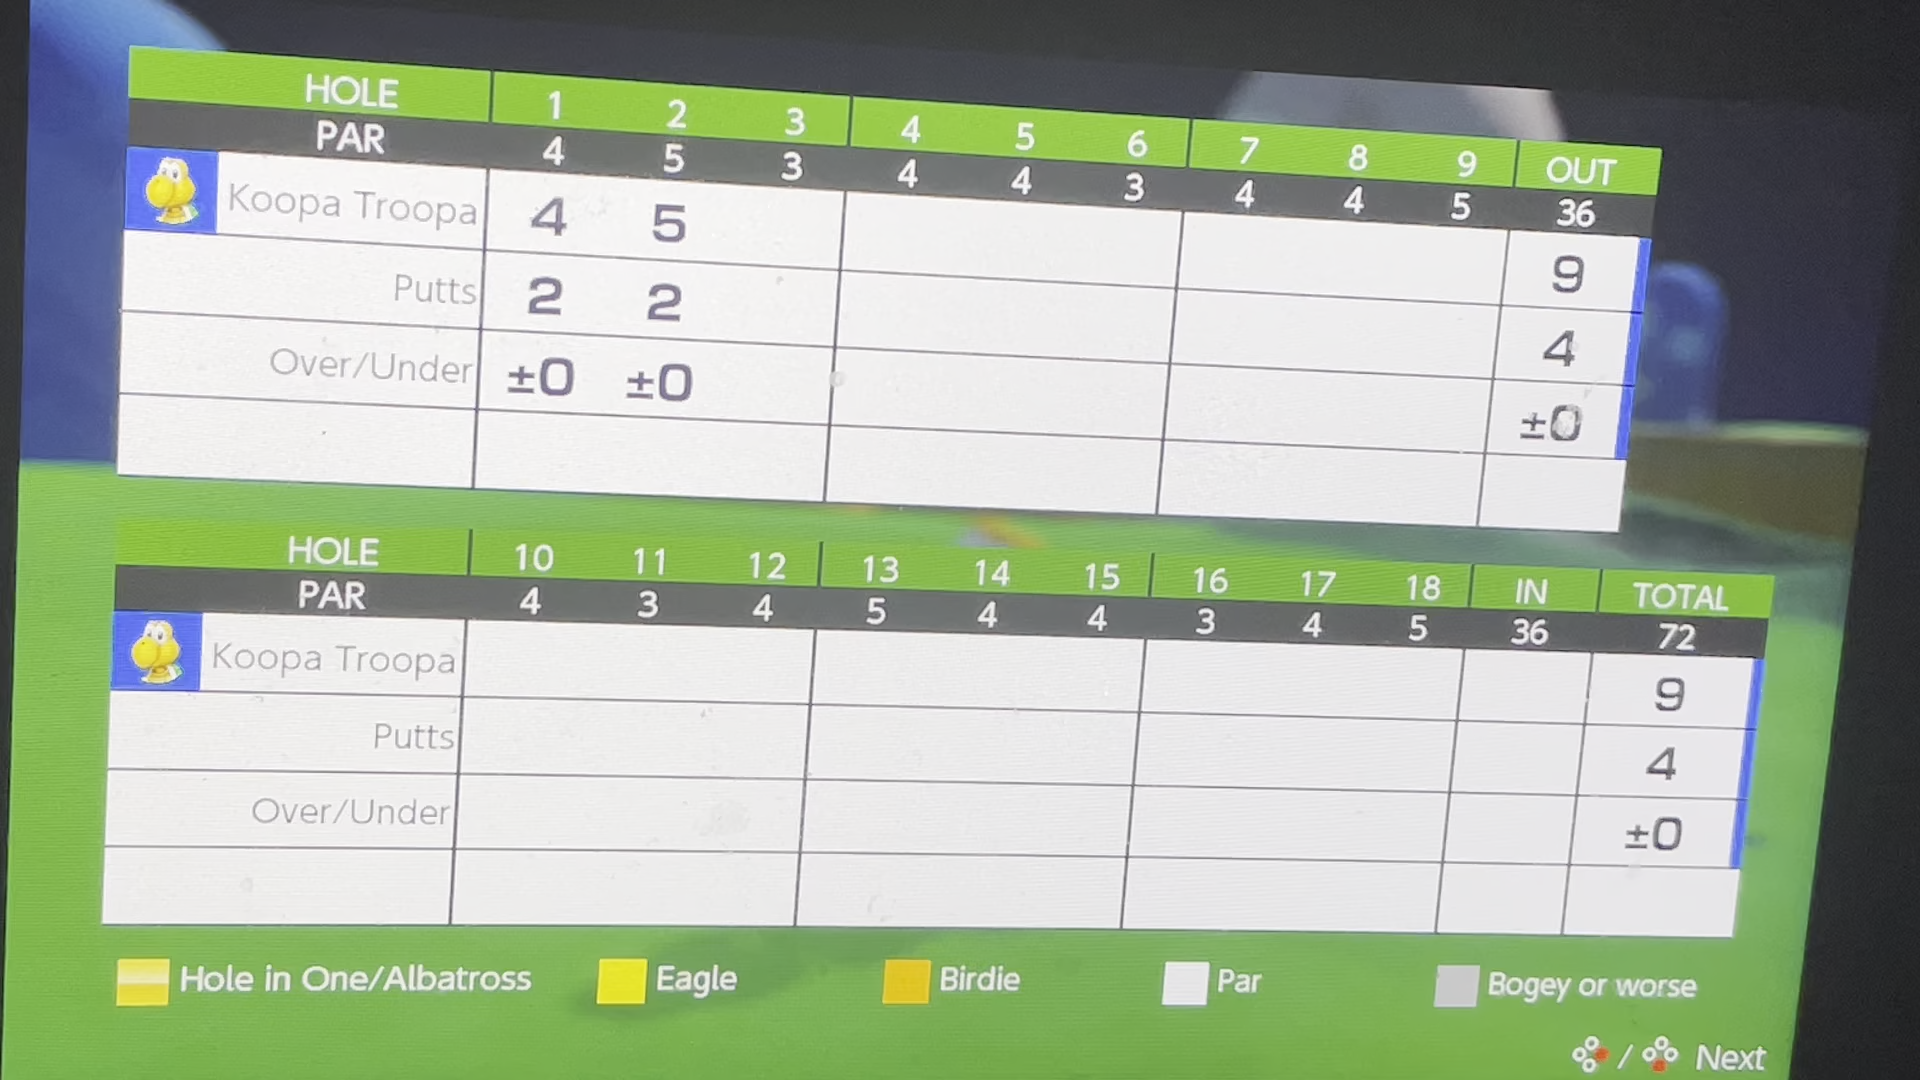 HOLE 1 2 3 4 5 6 7 8 9 OUT
PAR 4 5 3 4 4 3 4 4 5 36
Koopa Troopa 4 5 9
Putts 2 2 4
Over/Under ±0 ±0 ±0
HOLE 10 11 12 13 14 15 16 17 18 IN TOTAL
PAR 4 3 4 5 4 4 3 4 5 36 72
Koopa Troopa 9
Putts 4
Over/Under ±0
Hole in One/Albatross Eagle Birdie Par Bogey or worse
/ Next